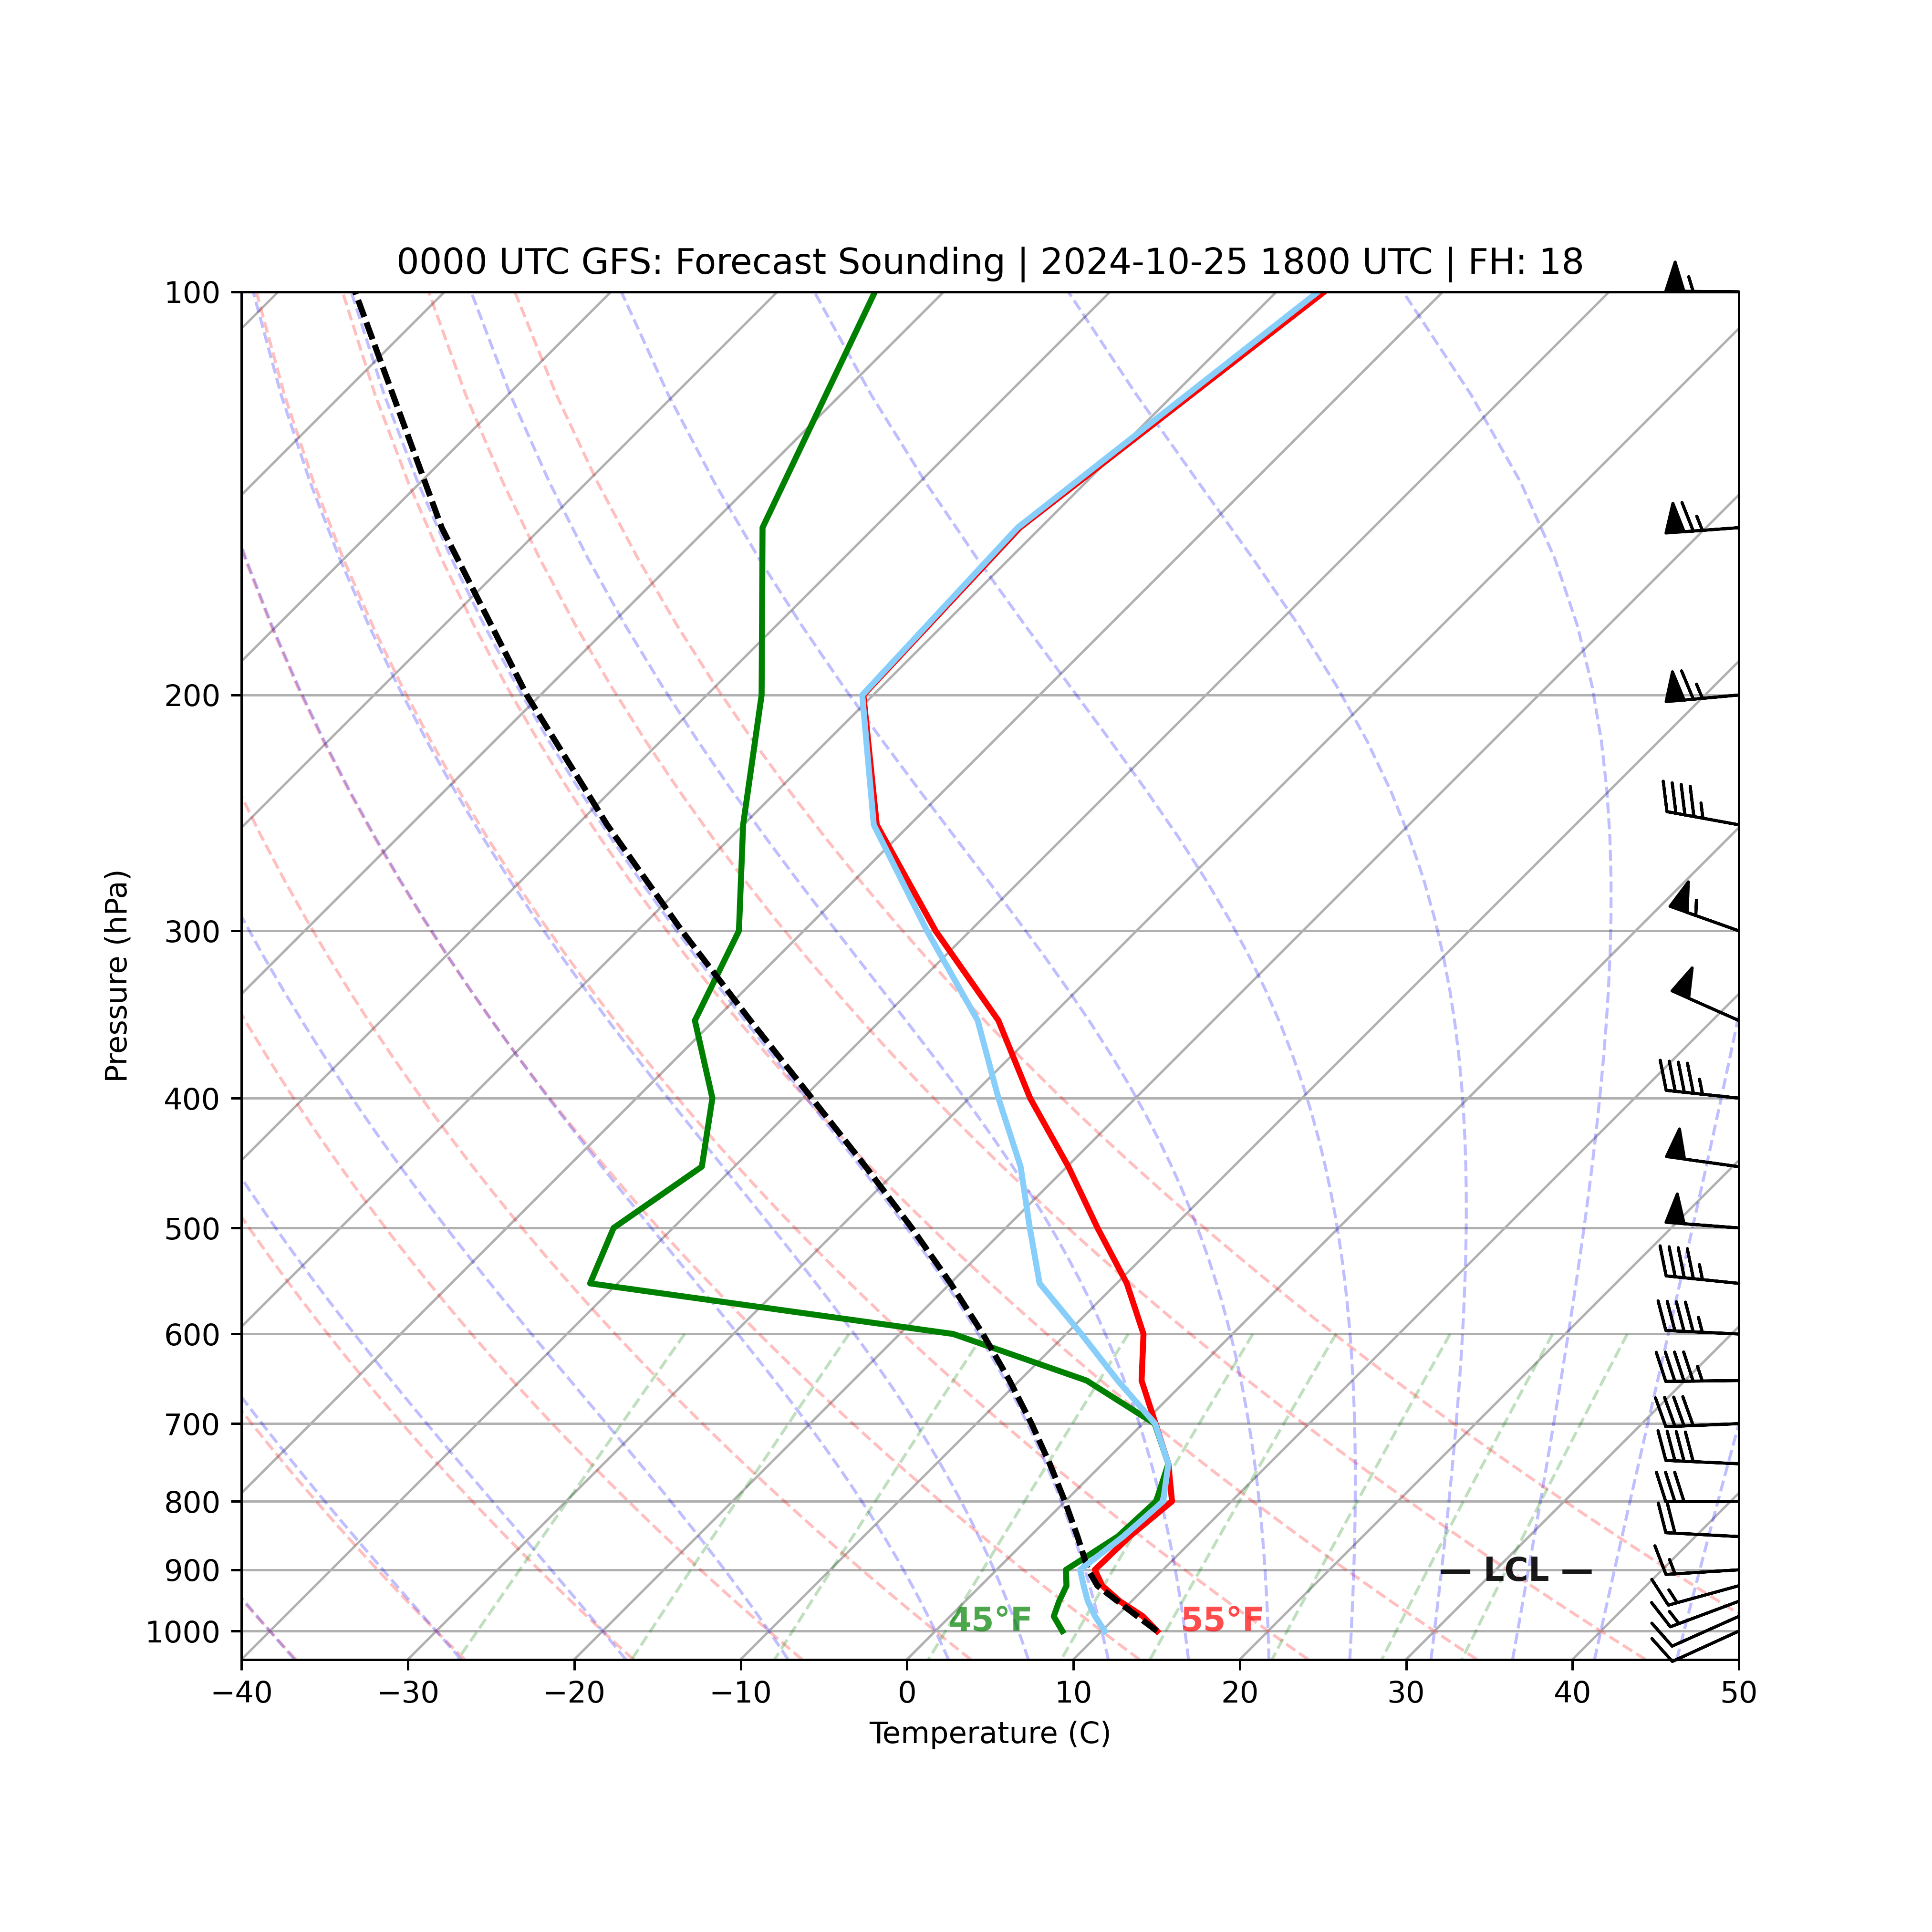 0000 UTC GFS: Forecast Sounding | 2024-10-25 1800 UTC | FH: 18
100
200
300
400
500
600
700
800
900
1000
Pressure (hPa)
— LCL —
45°F
55°F
−40 −30 −20 −10 0 10 20 30 40 50
Temperature (C)